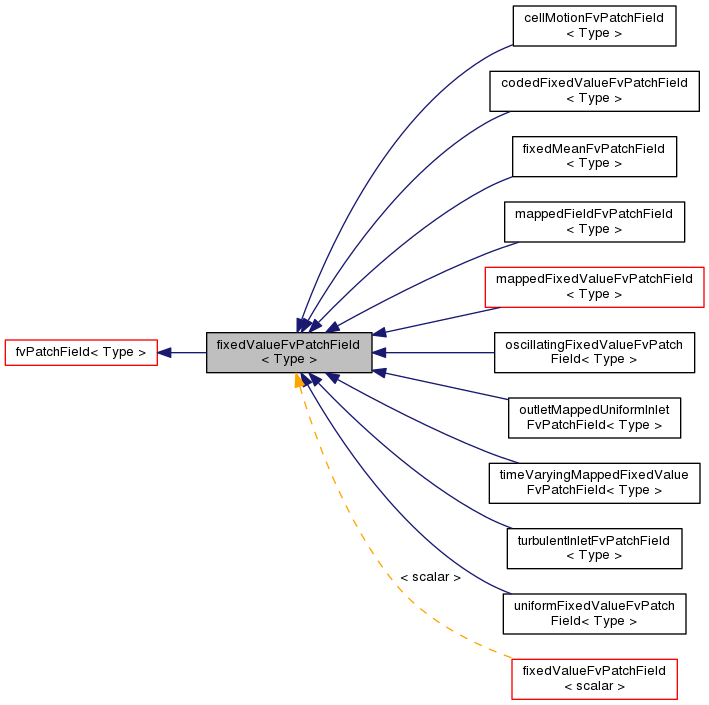 cellMotionFvPatchField
< Type >
codedFixedValueFvPatchField
< Type >
fixedMeanFvPatchField
< Type >
mappedFieldFvPatchField
< Type >
mappedFixedValueFvPatchField
< Type >
fvPatchField< Type >
fixedValueFvPatchField
< Type >
oscillatingFixedValueFvPatch
Field< Type >
outletMappedUniformInlet
FvPatchField< Type >
timeVaryingMappedFixedValue
FvPatchField< Type >
turbulentInletFvPatchField
< Type >
< scalar >
uniformFixedValueFvPatch
Field< Type >
fixedValueFvPatchField
< scalar >